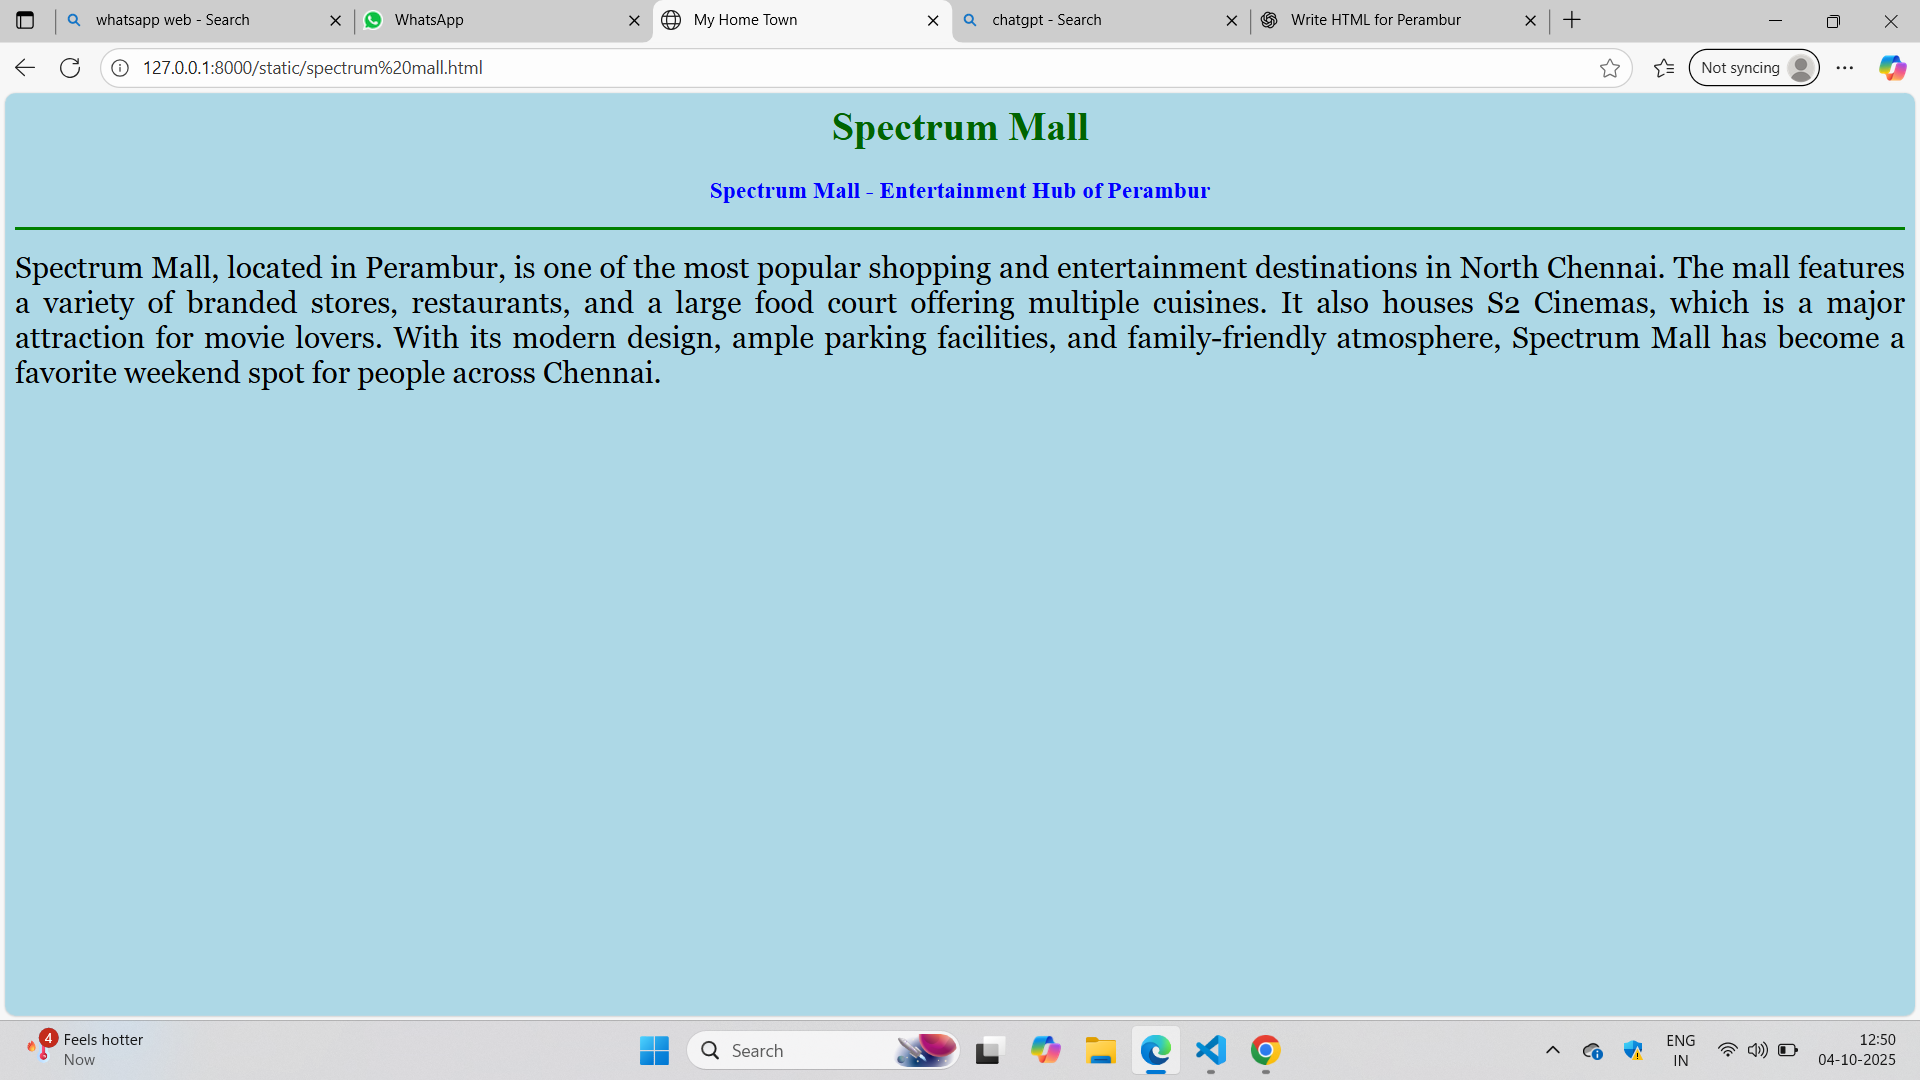 whatsapp web - Search
WhatsApp
My Home Town
chatgpt - Search
Write HTML for Perambur
127.0.0.1:8000/static/spectrum%20mall.html
Not syncing
Spectrum Mall
Spectrum Mall - Entertainment Hub of Perambur
Spectrum Mall, located in Perambur, is one of the most popular shopping and entertainment destinations in North Chennai. The mall features
a variety of branded stores, restaurants, and a large food court offering multiple cuisines. It also houses S2 Cinemas, which is a major
attraction for movie lovers. With its modern design, ample parking facilities, and family-friendly atmosphere, Spectrum Mall has become a
favorite weekend spot for people across Chennai.
4
Feels hotter
Now
Search
ENG
IN
12:50
04-10-2025